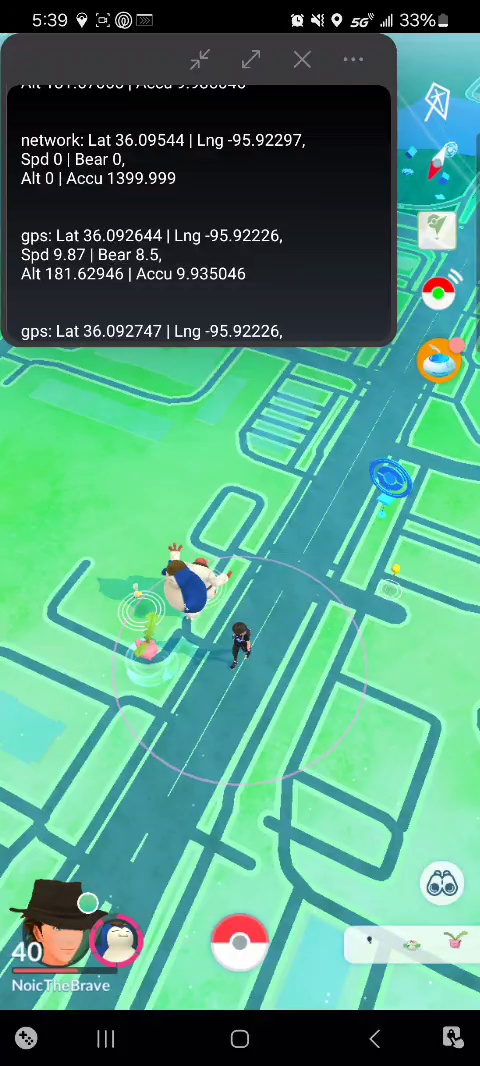 5:39
5G
33%
Alt 181.57666 | Accu 9.986046
network: Lat 36.09544 | Lng -95.92297,
Spd 0 | Bear 0,
Alt 0 | Accu 1399.999
gps: Lat 36.092644 | Lng -95.92226,
Spd 9.87 | Bear 8.5,
Alt 181.62946 | Accu 9.935046
gps: Lat 36.092747 | Lng -95.92226,
40
NoicTheBrave